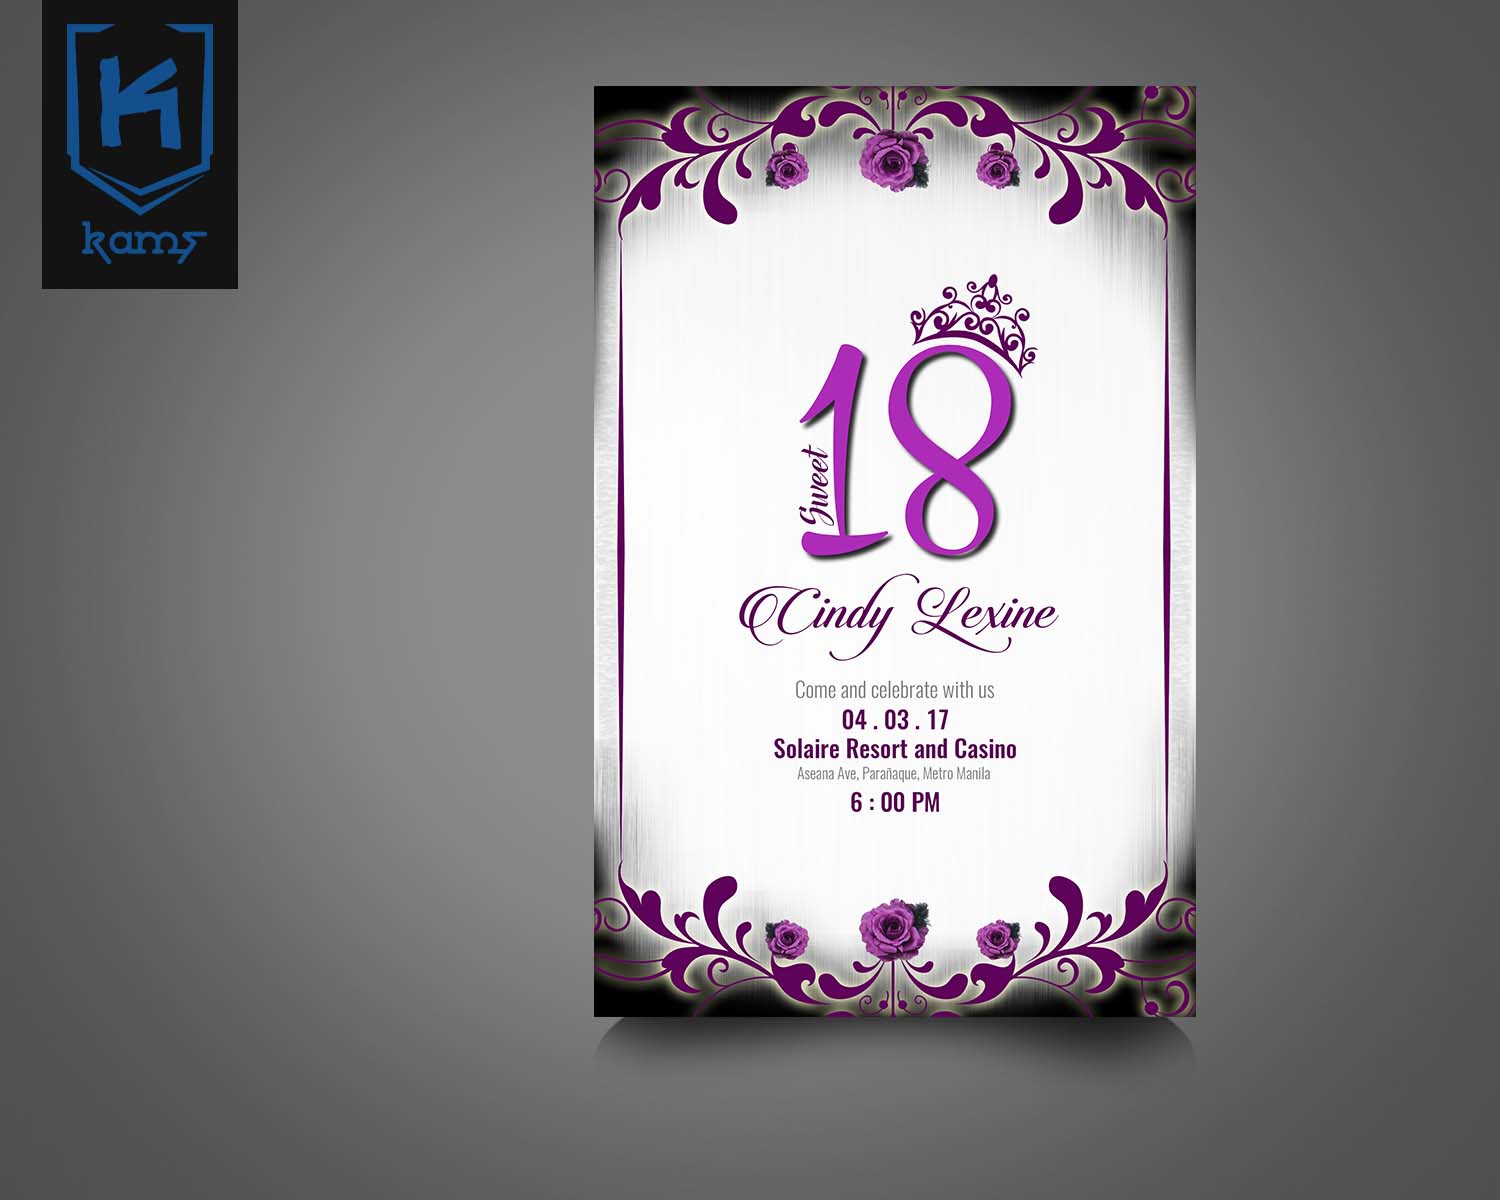 K
kams
Sweet
18
Cindy Lexine
Come and celebrate with us
04 . 03 . 17
Solaire Resort and Casino
Aseana Ave, Parañaque, Metro Manila
6 : 00 PM